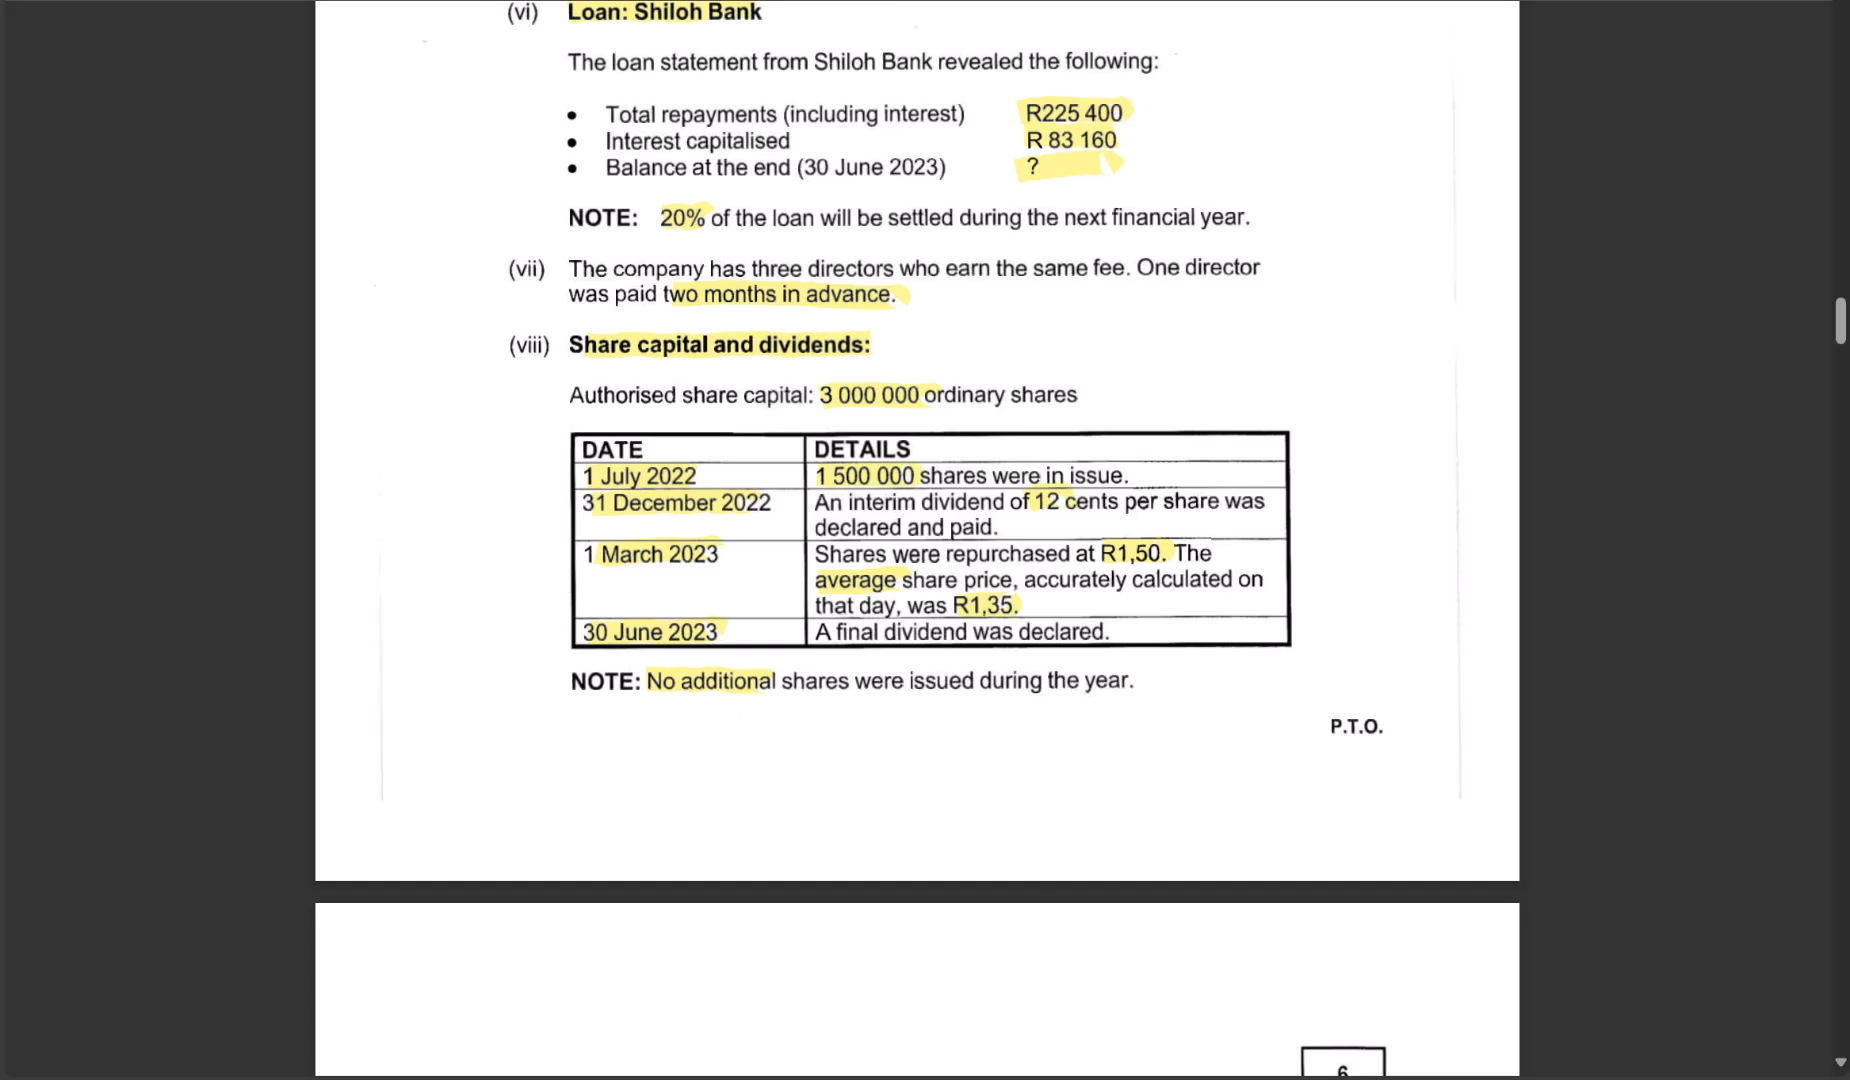 (vi) Loan: Shiloh Bank
The loan statement from Shiloh Bank revealed the following:
• Total repayments (including interest) R225 400
• Interest capitalised R 83 160
• Balance at the end (30 June 2023) ?
NOTE: 20% of the loan will be settled during the next financial year.
(vii) The company has three directors who earn the same fee. One director
was paid two months in advance.
(viii) Share capital and dividends:
Authorised share capital: 3 000 000 ordinary shares
DATE DETAILS
1 July 2022 1 500 000 shares were in issue.
31 December 2022 An interim dividend of 12 cents per share was
declared and paid.
1 March 2023 Shares were repurchased at R1,50. The
average share price, accurately calculated on
that day, was R1,35.
30 June 2023 A final dividend was declared.
NOTE: No additional shares were issued during the year.
P.T.O.
6